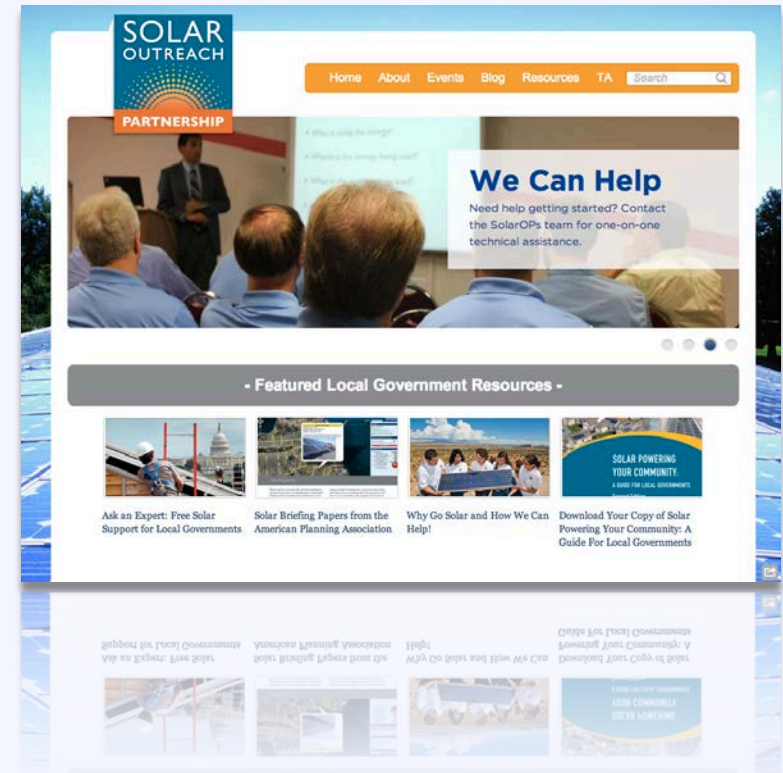 SOLAR
OUTREACH
PARTNERSHIP
Home About Events Blog Resources TA Search
We Can Help
Need help getting started? Contact
the SolarOPs team for one-on-one
technical assistance.
- Featured Local Government Resources -
SOLAR POWERING
YOUR COMMUNITY:
A GUIDE FOR LOCAL GOVERNMENTS
Ask an Expert: Free Solar
Support for Local Governments
Solar Briefing Papers from the
American Planning Association
Why Go Solar and How We Can
Help!
Download Your Copy of Solar
Powering Your Community: A
Guide For Local Governments